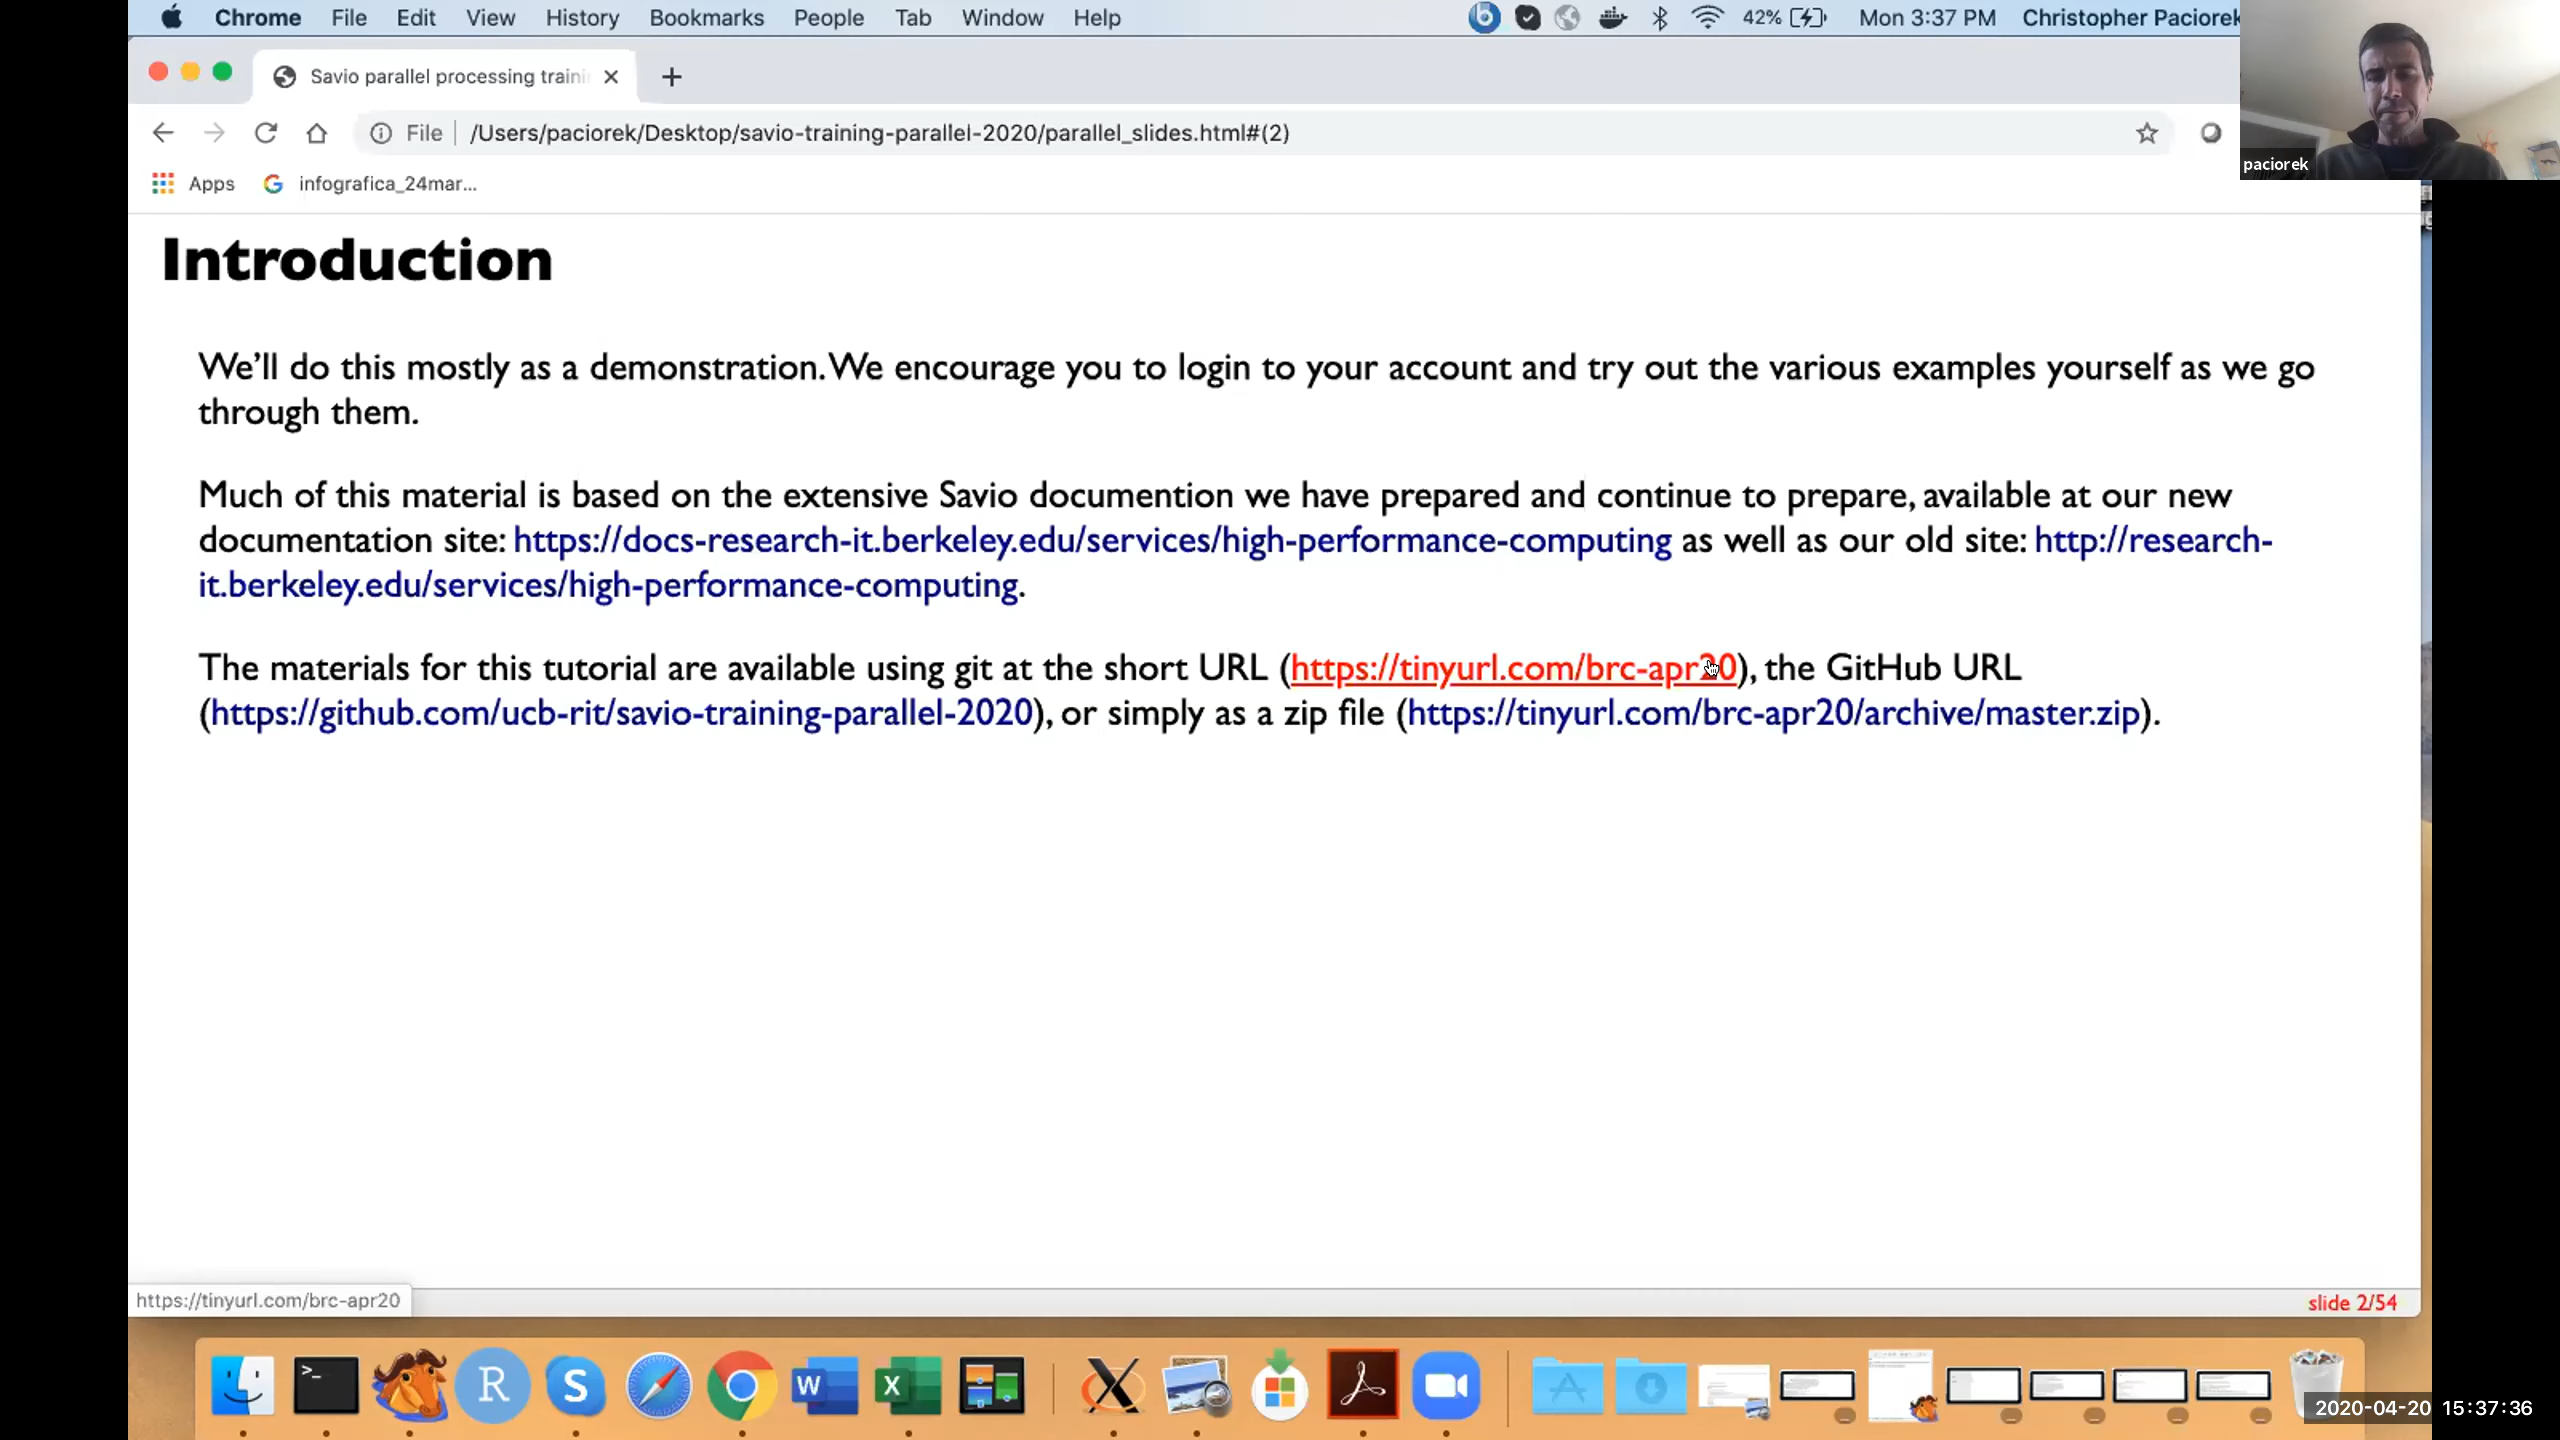 Chrome File Edit View History Bookmarks People Tab Window Help 42% Mon 3:37 PM Christopher Paciorek
Savio parallel processing traini
File /Users/paciorek/Desktop/savio-training-parallel-2020/parallel_slides.html#(2)
paciorek
Apps infografica_24mar...
Introduction
We'll do this mostly as a demonstration. We encourage you to login to your account and try out the various examples yourself as we go
through them.
Much of this material is based on the extensive Savio documention we have prepared and continue to prepare, available at our new
documentation site: https://docs-research-it.berkeley.edu/services/high-performance-computing as well as our old site: http://research-
it.berkeley.edu/services/high-performance-computing.
The materials for this tutorial are available using git at the short URL (https://tinyurl.com/brc-apr20), the GitHub URL
(https://github.com/ucb-rit/savio-training-parallel-2020), or simply as a zip file (https://tinyurl.com/brc-apr20/archive/master.zip).
https://tinyurl.com/brc-apr20
slide 2/54
2020-04-20 15:37:36